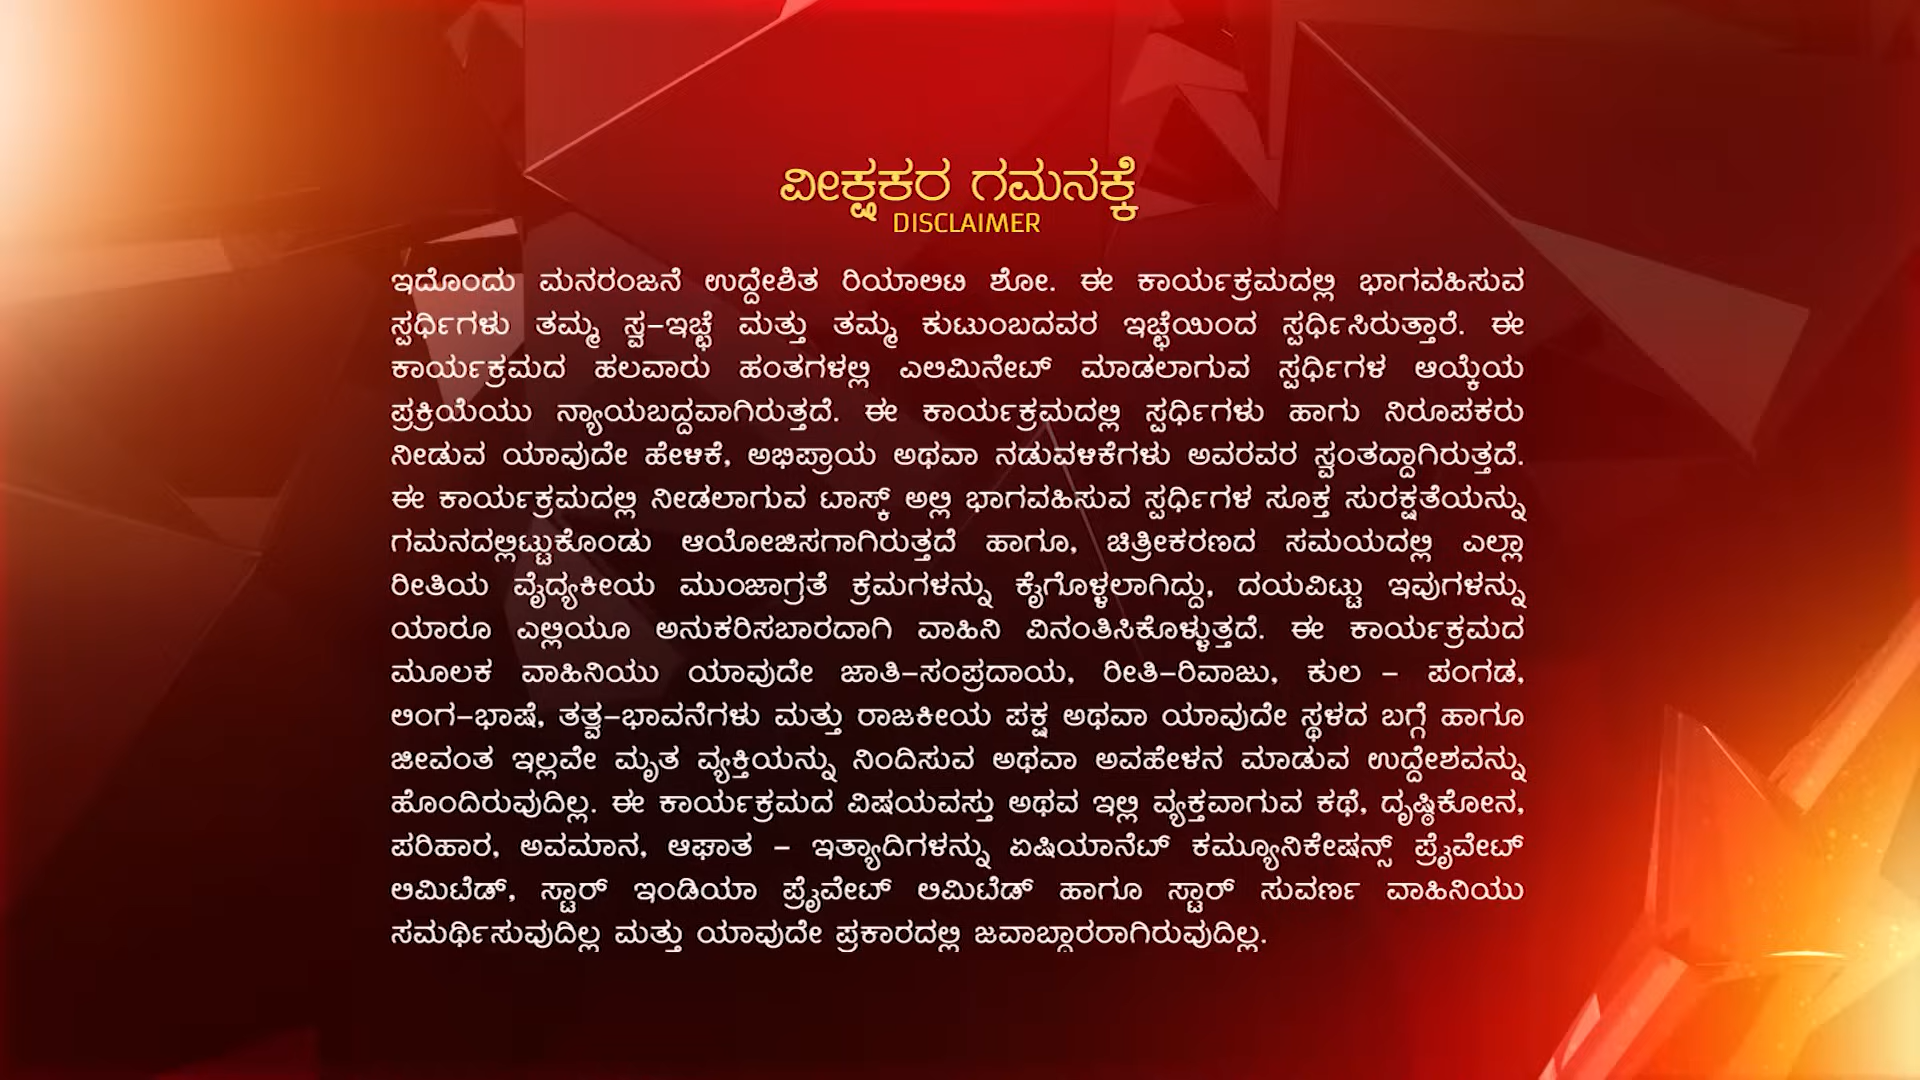 ವೀಕ್ಷಕರ ಗಮನಕ್ಕೆ
DISCLAIMER
ಇದೊಂದು ಮನರಂಜನೆ ಉದ್ದೇಶಿತ ರಿಯಾಲಿಟಿ ಶೋ. ಈ ಕಾರ್ಯಕ್ರಮದಲ್ಲಿ ಭಾಗವಹಿಸುವ
ಸ್ಪರ್ಧಿಗಳು ತಮ್ಮ ಸ್ವ-ಇಚ್ಛೆ ಮತ್ತು ತಮ್ಮ ಕುಟುಂಬದವರ ಇಚ್ಛೆಯಿಂದ ಸ್ಪರ್ಧಿಸಿರುತ್ತಾರೆ. ಈ
ಕಾರ್ಯಕ್ರಮದ ಹಲವಾರು ಹಂತಗಳಲ್ಲಿ ಎಲಿಮಿನೇಟ್ ಮಾಡಲಾಗುವ ಸ್ಪರ್ಧಿಗಳ ಆಯ್ಕೆಯ
ಪ್ರಕ್ರಿಯೆಯು ನ್ಯಾಯಬದ್ದವಾಗಿರುತ್ತದೆ. ಈ ಕಾರ್ಯಕ್ರಮದಲ್ಲಿ ಸ್ಪರ್ಧಿಗಳು ಹಾಗು ನಿರೂಪಕರು
ನೀಡುವ ಯಾವುದೇ ಹೇಳಿಕೆ, ಅಭಿಪ್ರಾಯ ಅಥವಾ ನಡುವಳಿಕೆಗಳು ಅವರವರ ಸ್ವಂತದ್ದಾಗಿರುತ್ತದೆ.
ಈ ಕಾರ್ಯಕ್ರಮದಲ್ಲಿ ನೀಡಲಾಗುವ ಟಾಸ್ಕ್ ಅಲ್ಲಿ ಭಾಗವಹಿಸುವ ಸ್ಪರ್ಧಿಗಳ ಸೂಕ್ತ ಸುರಕ್ಷತೆಯನ್ನು
ಗಮನದಲ್ಲಿಟ್ಟುಕೊಂಡು ಆಯೋಜಿಸಗಾಗಿರುತ್ತದೆ ಹಾಗೂ, ಚಿತ್ರೀಕರಣದ ಸಮಯದಲ್ಲಿ ಎಲ್ಲಾ
ರೀತಿಯ ವೈದ್ಯಕೀಯ ಮುಂಜಾಗ್ರತೆ ಕ್ರಮಗಳನ್ನು ಕೈಗೊಳ್ಳಲಾಗಿದ್ದು, ದಯವಿಟ್ಟು ಇವುಗಳನ್ನು
ಯಾರೂ ಎಲ್ಲಿಯೂ ಅನುಕರಿಸಬಾರದಾಗಿ ವಾಹಿನಿ ವಿನಂತಿಸಿಕೊಳ್ಳುತ್ತದೆ. ಈ ಕಾರ್ಯಕ್ರಮದ
ಮೂಲಕ ವಾಹಿನಿಯು ಯಾವುದೇ ಜಾತಿ-ಸಂಪ್ರದಾಯ, ರೀತಿ-ರಿವಾಜು, ಕುಲ - ಪಂಗಡ,
ಲಿಂಗ-ಭಾಷೆ, ತತ್ವ-ಭಾವನೆಗಳು ಮತ್ತು ರಾಜಕೀಯ ಪಕ್ಷ ಅಥವಾ ಯಾವುದೇ ಸ್ಥಳದ ಬಗ್ಗೆ ಹಾಗೂ
ಜೀವಂತ ಇಲ್ಲವೇ ಮೃತ ವ್ಯಕ್ತಿಯನ್ನು ನಿಂದಿಸುವ ಅಥವಾ ಅವಹೇಳನ ಮಾಡುವ ಉದ್ದೇಶವನ್ನು
ಹೊಂದಿರುವುದಿಲ್ಲ. ಈ ಕಾರ್ಯಕ್ರಮದ ವಿಷಯವಸ್ತು ಅಥವ ಇಲ್ಲಿ ವ್ಯಕ್ತವಾಗುವ ಕಥೆ, ದೃಷ್ಠಿಕೋನ,
ಪರಿಹಾರ, ಅವಮಾನ, ಆಘಾತ - ಇತ್ಯಾದಿಗಳನ್ನು ಏಷಿಯಾನೆಟ್ ಕಮ್ಯೂನಿಕೇಷನ್ಸ್ ಪ್ರೈವೇಟ್
ಲಿಮಿಟೆಡ್, ಸ್ಟಾರ್ ಇಂಡಿಯಾ ಪ್ರೈವೇಟ್ ಲಿಮಿಟೆಡ್ ಹಾಗೂ ಸ್ಟಾರ್ ಸುವರ್ಣ ವಾಹಿನಿಯು
ಸಮರ್ಥಿಸುವುದಿಲ್ಲ ಮತ್ತು ಯಾವುದೇ ಪ್ರಕಾರದಲ್ಲಿ ಜವಾಬ್ದಾರರಾಗಿರುವುದಿಲ್ಲ.